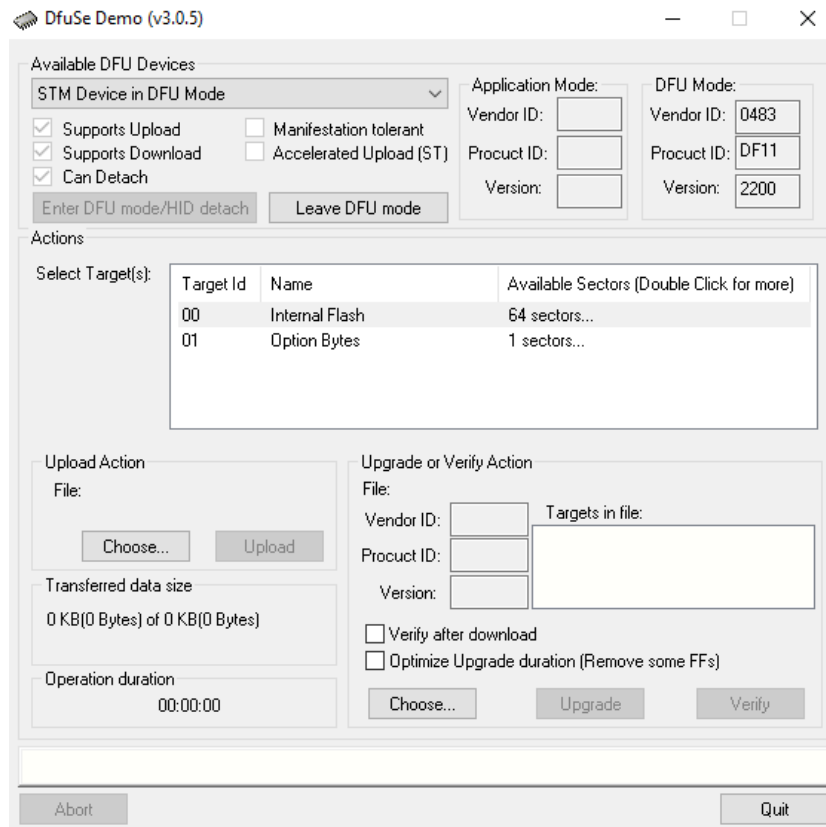 DfuSe Demo (v3.0.5)
Available DFU Devices
STM Device in DFU Mode
Supports Upload
Manifestation tolerant
Supports Download
Accelerated Upload (ST)
Can Detach
Enter DFU mode/HID detach
Leave DFU mode
Application Mode:
Vendor ID:
Procuct ID:
Version:
DFU Mode:
Vendor ID: 0483
Procuct ID: DF11
Version: 2200
Actions
Select Target(s):
Target Id Name Available Sectors (Double Click for more)
00 Internal Flash 64 sectors...
01 Option Bytes 1 sectors...
Upload Action
File:
Choose... Upload
Transferred data size
0 KB(0 Bytes) of 0 KB(0 Bytes)
Operation duration
00:00:00
Upgrade or Verify Action
File:
Vendor ID:
Procuct ID:
Version:
Targets in file:
Verify after download
Optimize Upgrade duration (Remove some FFs)
Choose... Upgrade Verify
Abort Quit